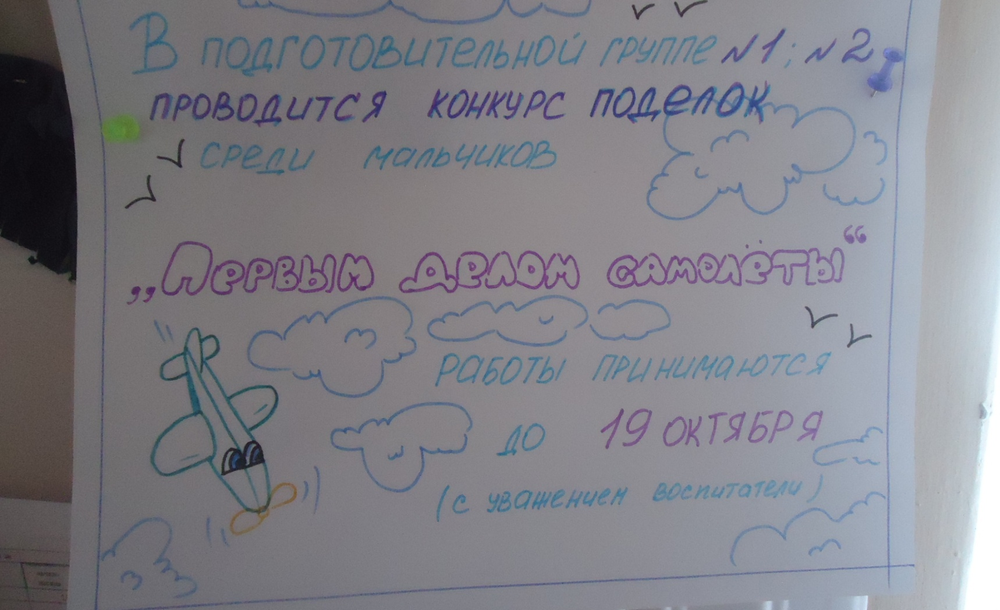 В подготовительной группе №1; №2
проводится конкурс поделок
среди мальчиков
„Первым делом самолёты“
работы принимаются
до 19 октября
(с уважением воспитатели)